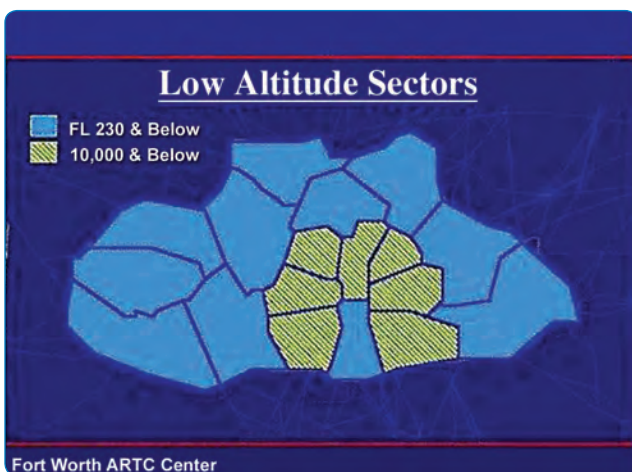 Low Altitude Sectors
FL 230 & Below
10,000 & Below
Fort Worth ARTC Center